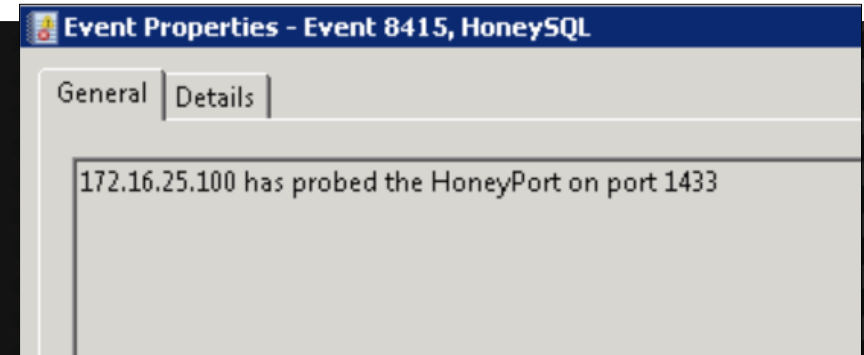 Event Properties - Event 8415, HoneySQL
General Details
172.16.25.100 has probed the HoneyPort on port 1433